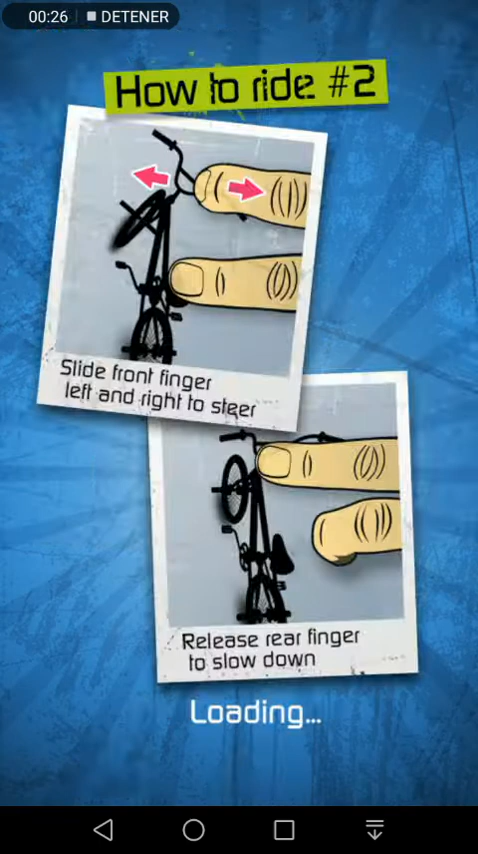 00:26 DETENER
How to ride #2
Slide front finger
left and right to steer
Release rear finger
to slow down
Loading...